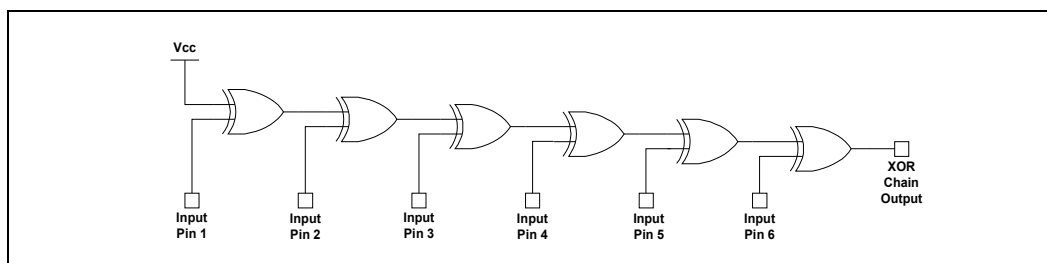 Vcc
Input
Pin 1
Input
Pin 2
Input
Pin 3
Input
Pin 4
Input
Pin 5
Input
Pin 6
XOR
Chain
Output